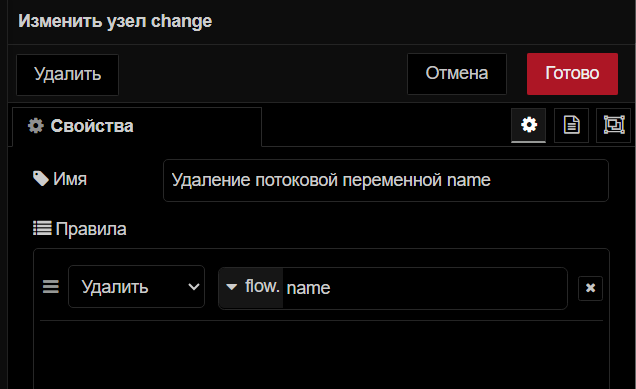 Изменить узел change
Удалить Отмена Готово
Свойства
Имя Удаление потоковой переменной name
Правила
Удалить flow. name